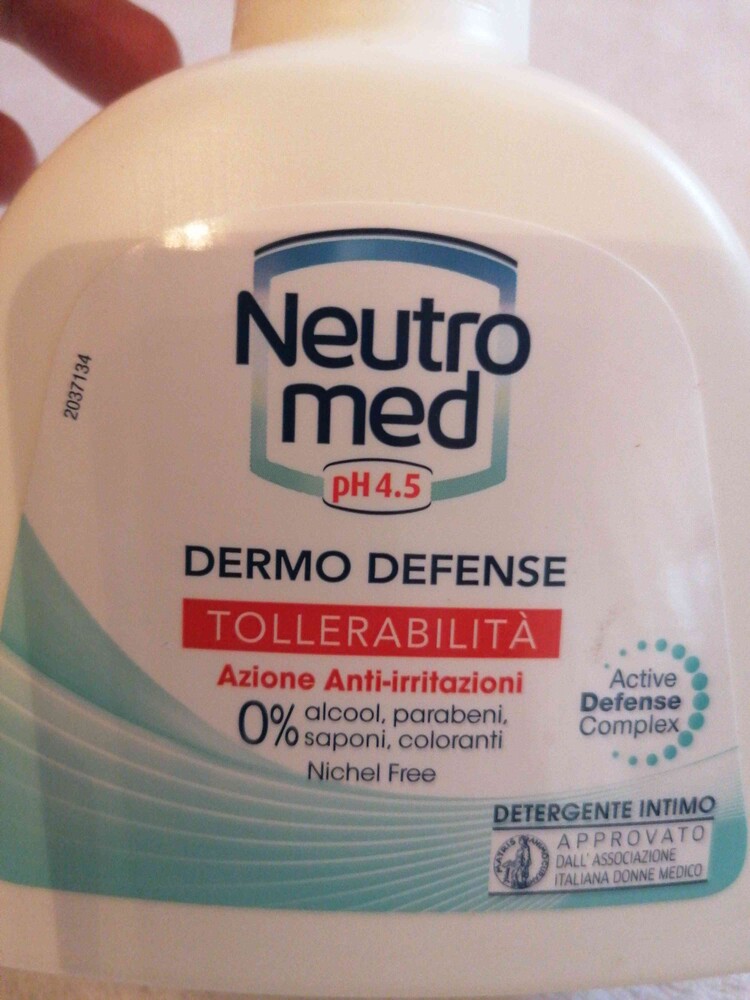 Neutro
med
pH 4.5
2037134
DERMO DEFENSE
TOLLERABILITÀ
Azione Anti-irritazioni
0% alcool, parabeni,
saponi, coloranti
Nichel Free
Active
Defense
Complex
DETERGENTE INTIMO
APPROVATO
DALL'ASSOCIAZIONE
ITALIANA DONNE MEDICO